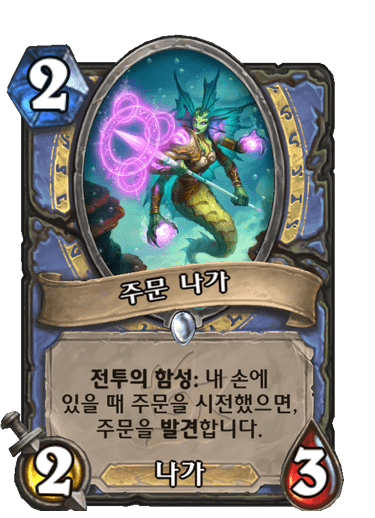 2
주문 나가
전투의 함성: 내 손에
있을 때 주문을 시전했으면,
주문을 발견합니다.
2
나가
3